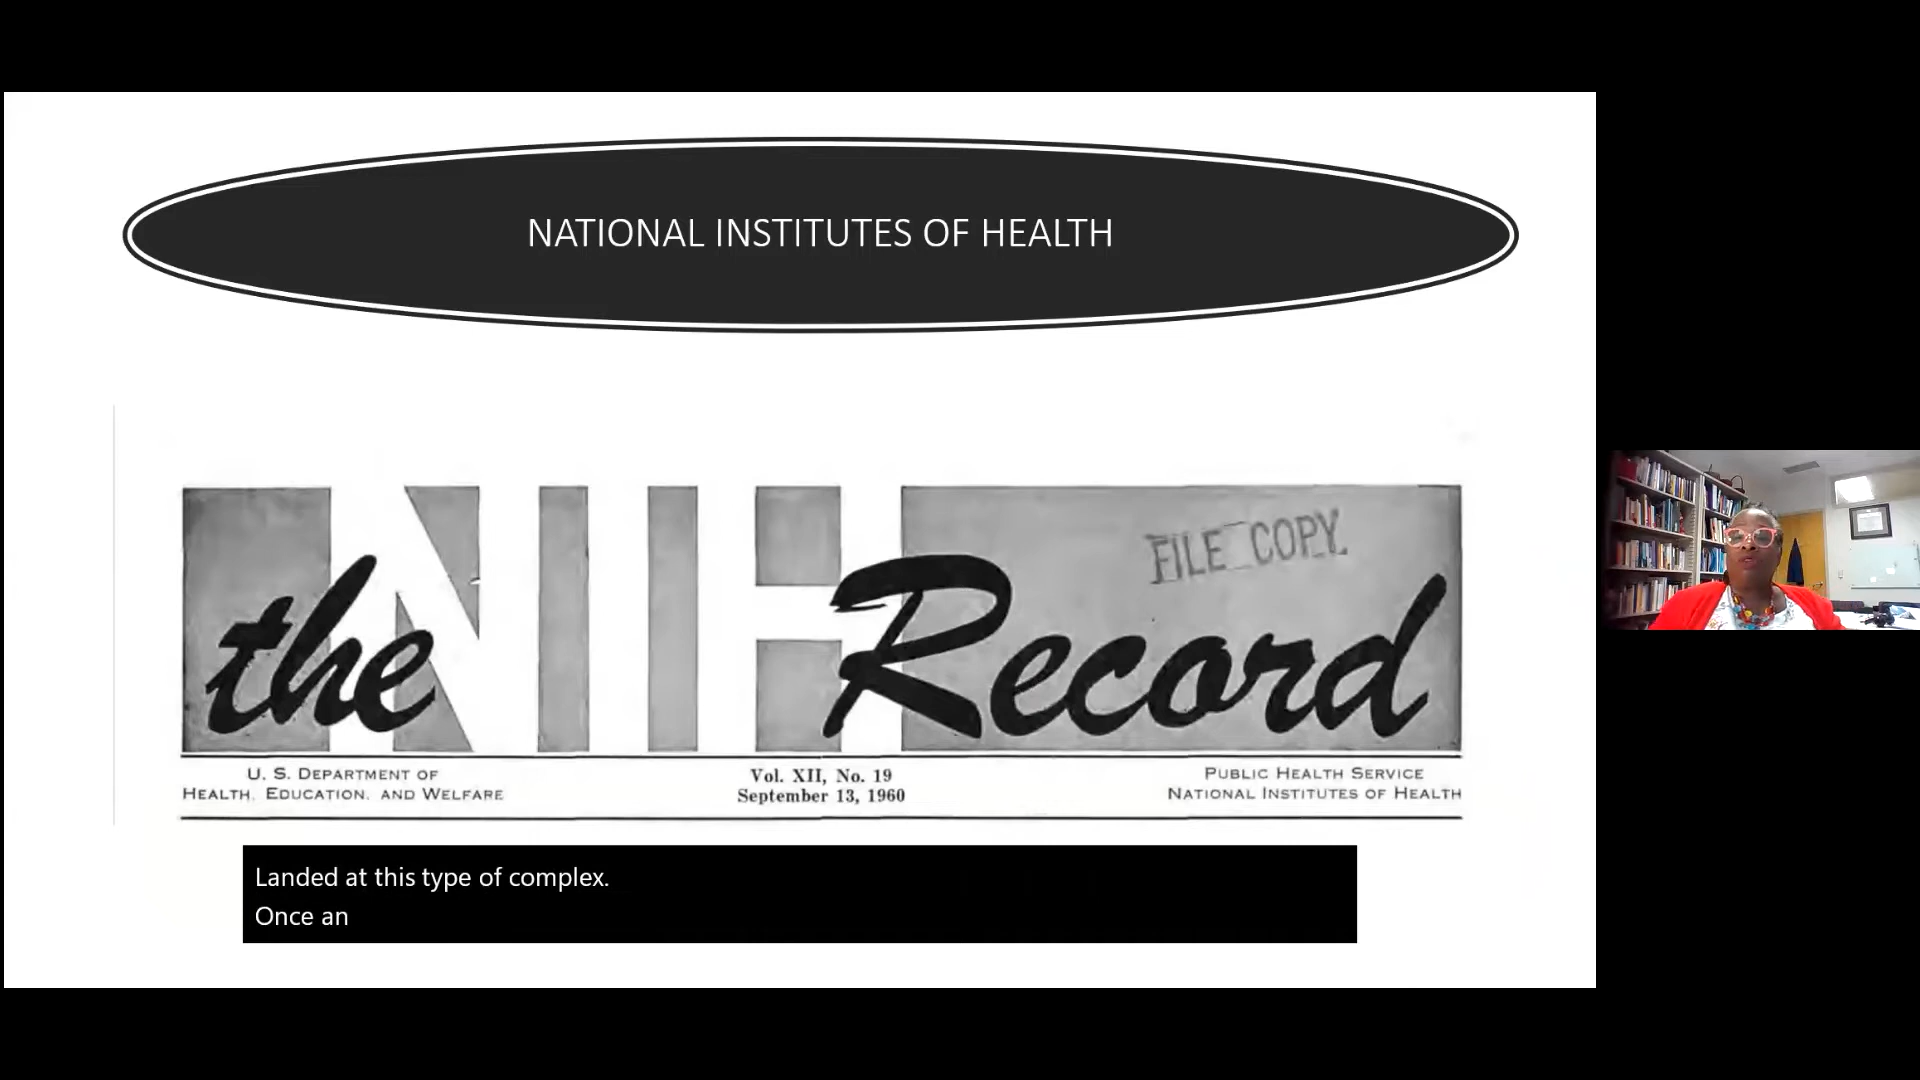 NATIONAL INSTITUTES OF HEALTH
the NIH Record
FILE COPY
U. S. DEPARTMENT OF
HEALTH, EDUCATION, AND WELFARE
Vol. XII, No. 19
September 13, 1960
PUBLIC HEALTH SERVICE
NATIONAL INSTITUTES OF HEALTH
Landed at this type of complex.
Once an